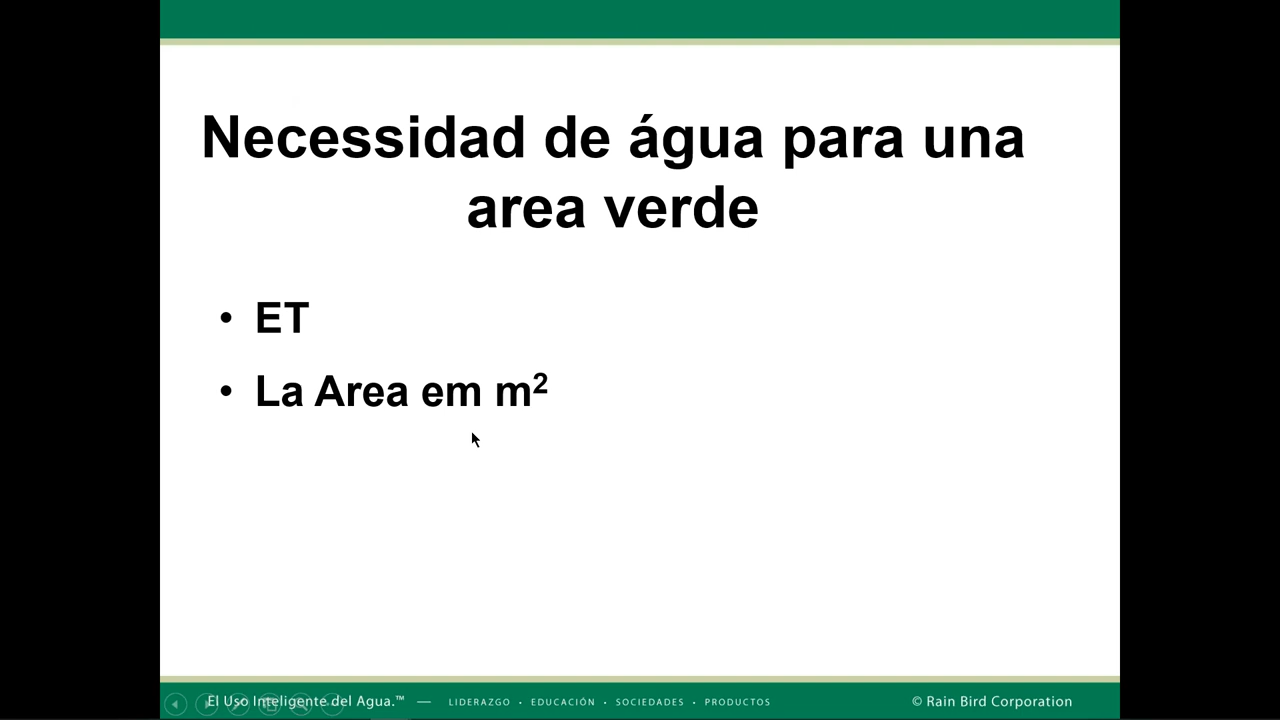 Necessidad de água para una
area verde
• ET
• La Area em m²
El Uso Inteligente del Agua.™ — LIDERAZGO • EDUCACIÓN • SOCIEDADES • PRODUCTOS © Rain Bird Corporation